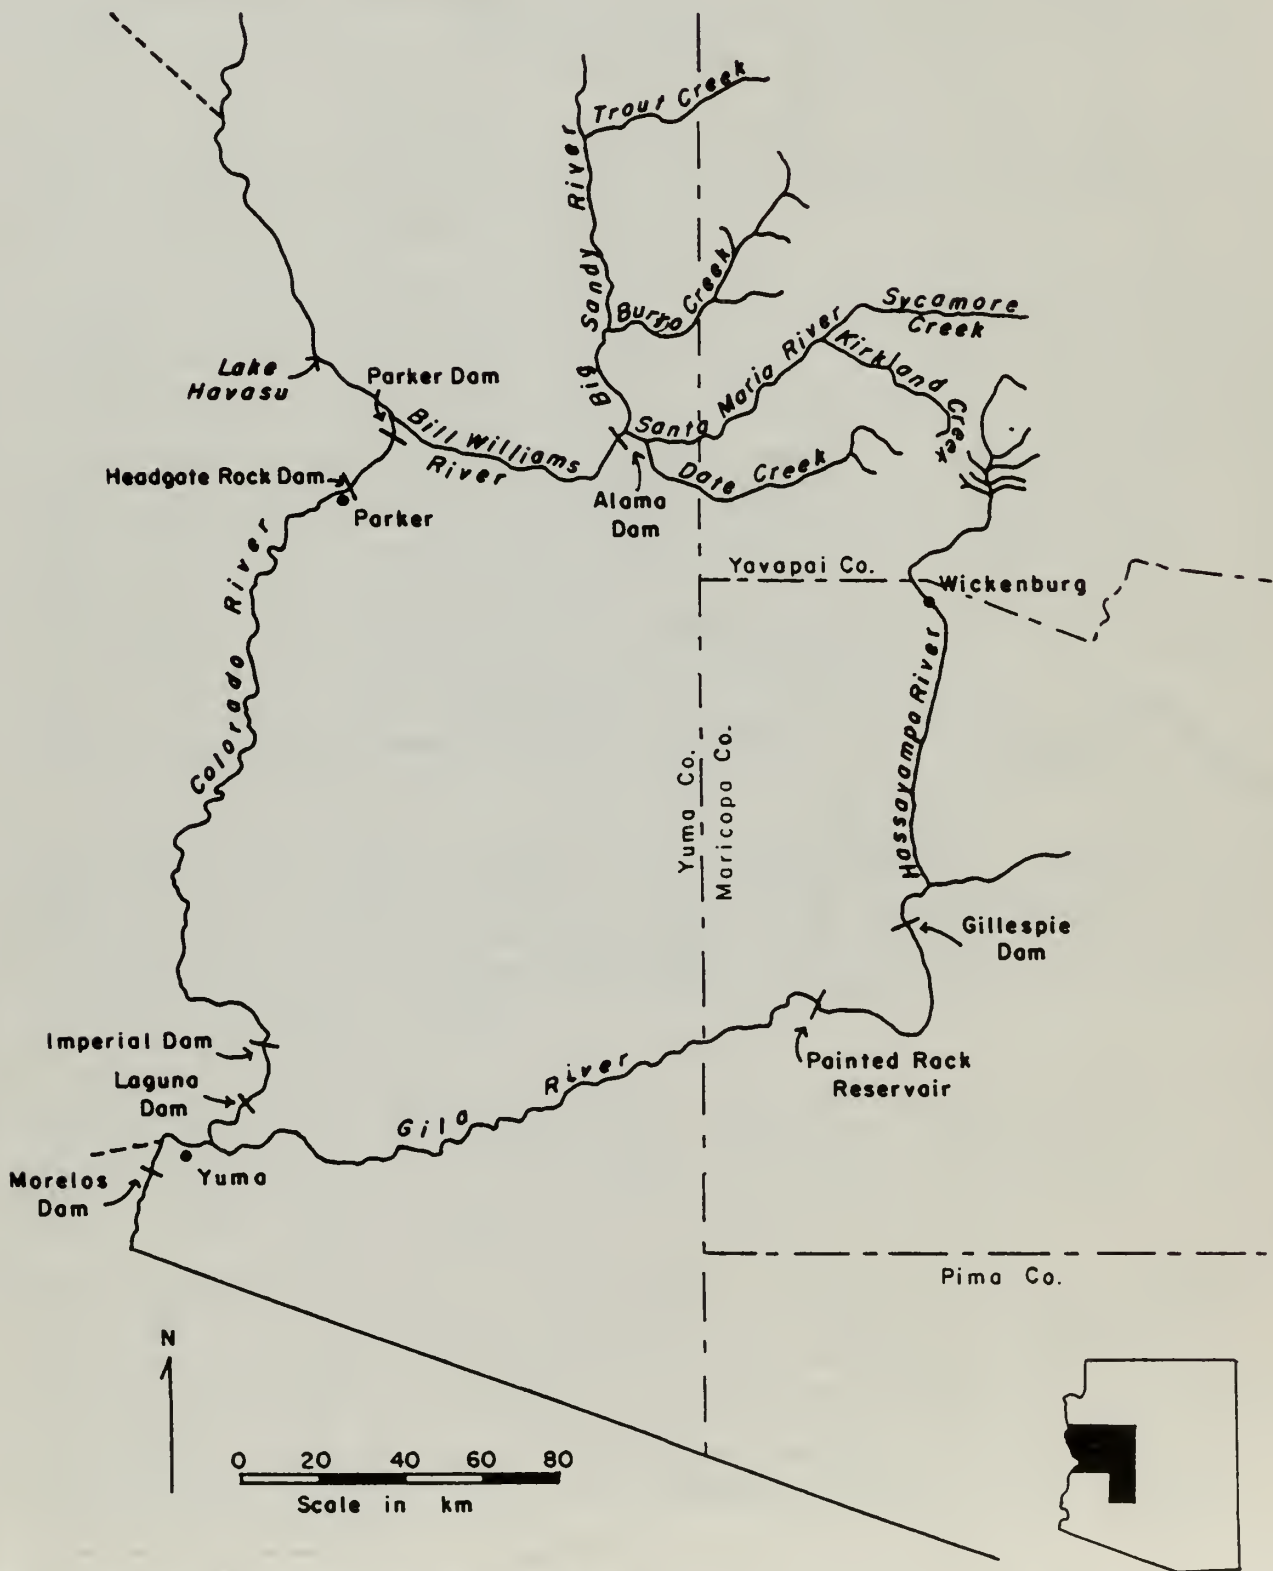 Trout Creek
Big Sandy River
Burro Creek
Sycamore
Creek
Santa Maria River
Kirkland Creek
Lake
Havasu
Parker Dam
Bill Williams
River
Headgate Rock Dam
Parker
Date Creek
Alamo
Dam
Colorado River
Yavapai Co.
Wickenburg
Hassayampa River
Yuma Co.
Maricopa Co.
Gillespie
Dam
Imperial Dam
Painted Rock
Reservoir
Laguna
Dam
Gila River
Yuma
Morelos
Dam
Pima Co.
N
0 20 40 60 80
Scale in km